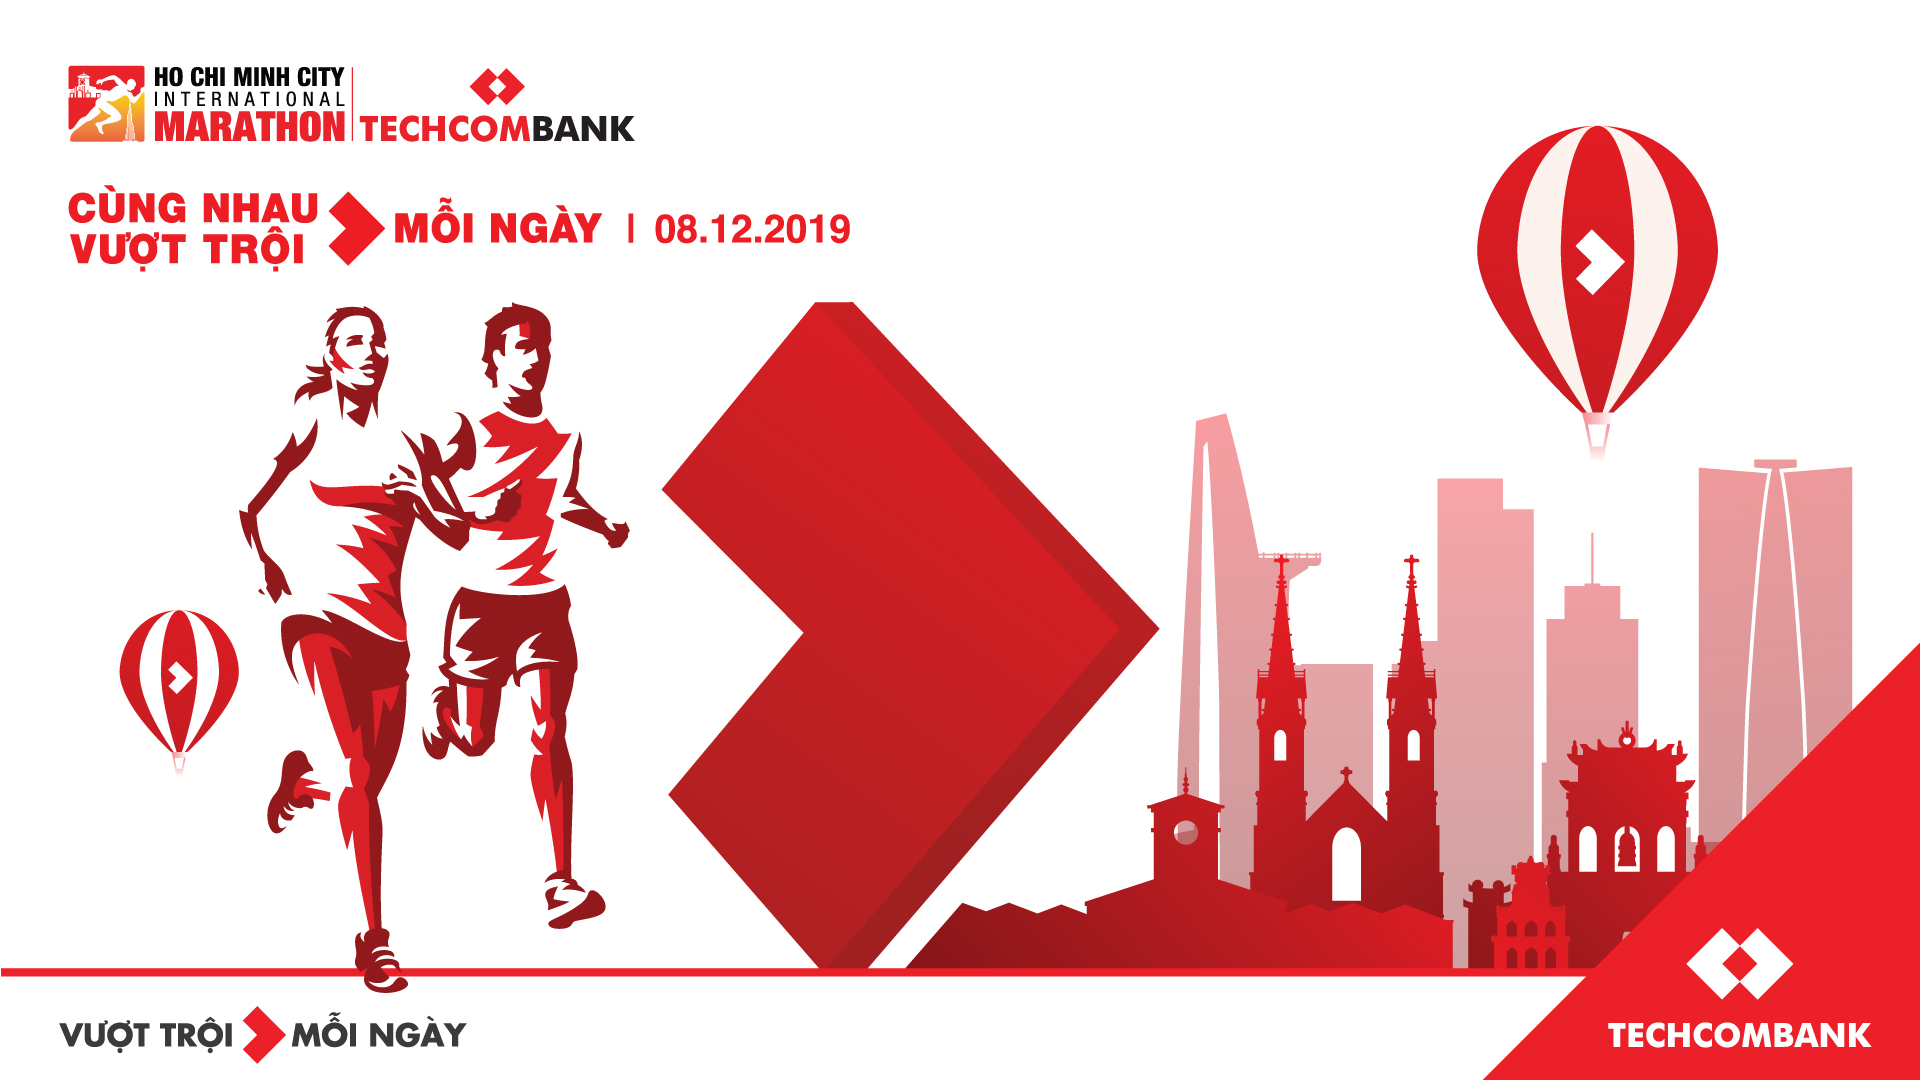 HO CHI MINH CITY
INTERNATIONAL
MARATHON
TECHCOMBANK
CÙNG NHAU
VƯỢT TRỘI
MỖI NGÀY | 08.12.2019
VƯỢT TRỘI MỖI NGÀY
TECHCOMBANK